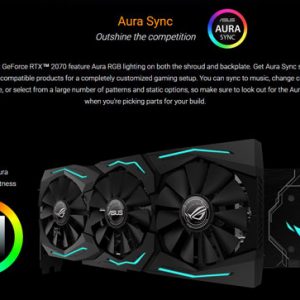 Aura Sync
Outshine the competition
ASUS
AURA
SYNC
GeForce RTX™ 2070 feature Aura RGB lighting on both the shroud and backplate. Get Aura Sync
compatible products for a completely customized gaming setup. You can sync to music, change c
or select from a large number of patterns and static options, so make sure to look out for the Au
when you're picking parts for your build.
ura
tness
ASUS